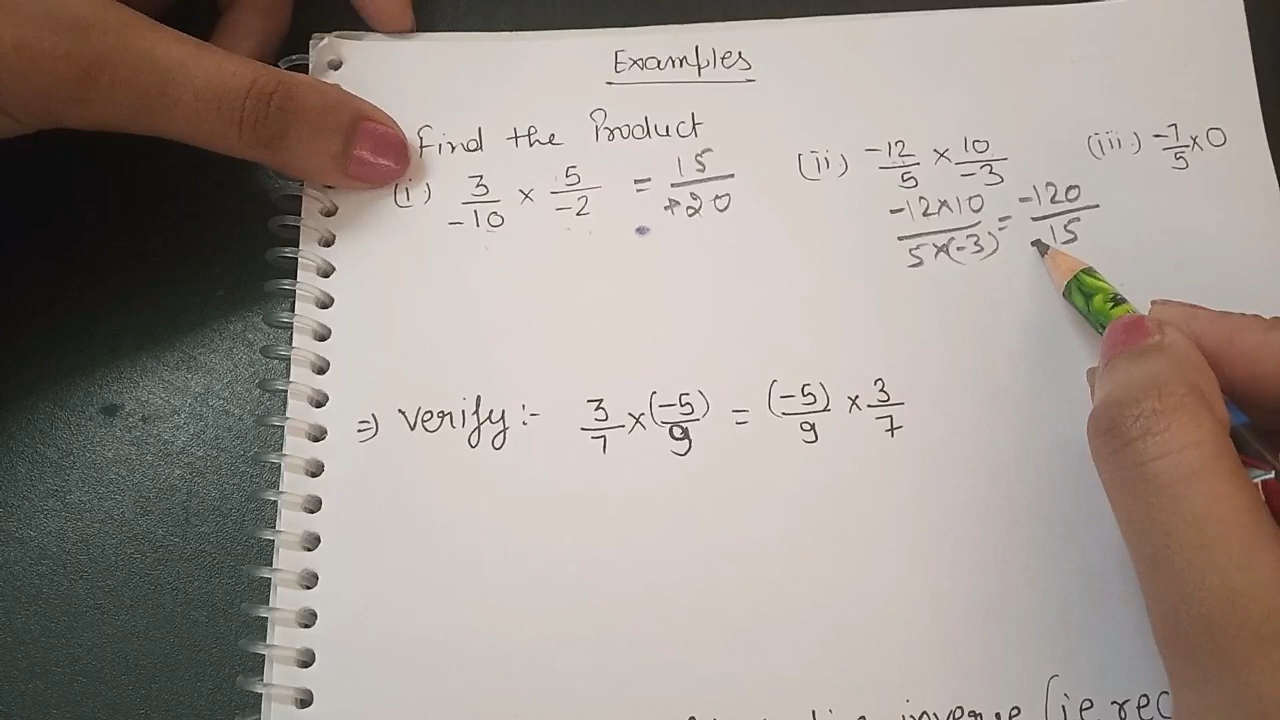 Examples
Find the Product
(i) 3/-10 × 5/-2 = 15/+20
(ii) -12/5 × 10/-3
-12×10/5×(-3) = -120/-15
(iii) -7/5 × 0
⇒ Verify:- 3/7 × (-5)/9 = (-5)/9 × 3/7
inverse (ie rec